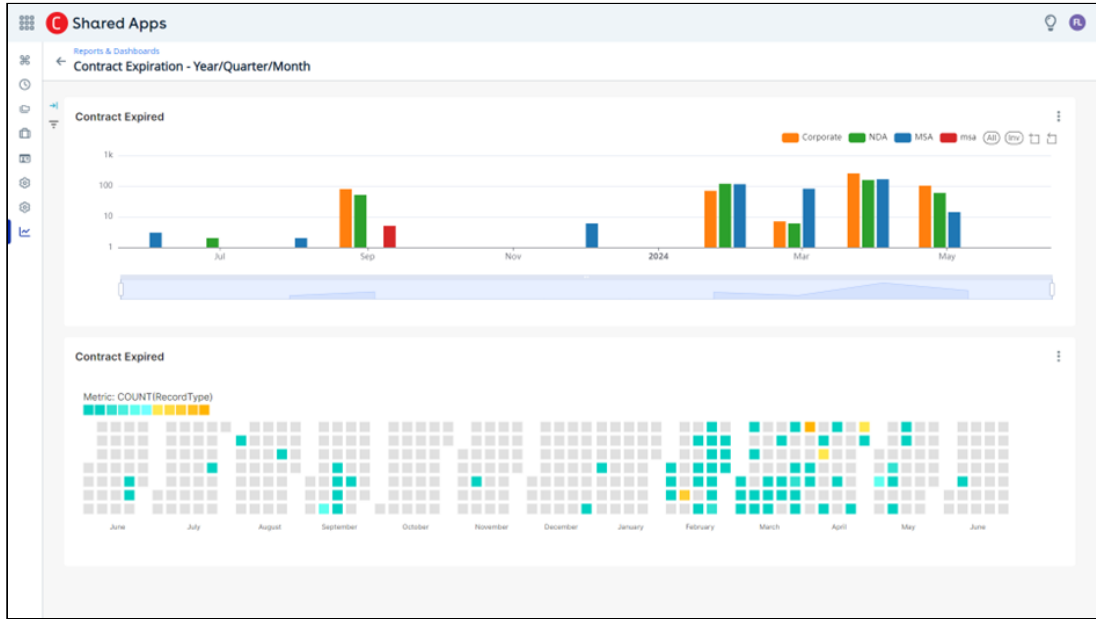 C Shared Apps
FL
Reports & Dashboards
Contract Expiration - Year/Quarter/Month
Contract Expired
Corporate NDA MSA msa All Inv
1k
100
10
1
Jul Sep Nov 2024 Mar May
Contract Expired
Metric: COUNT(RecordType)
June July August September October November December January February March April May June